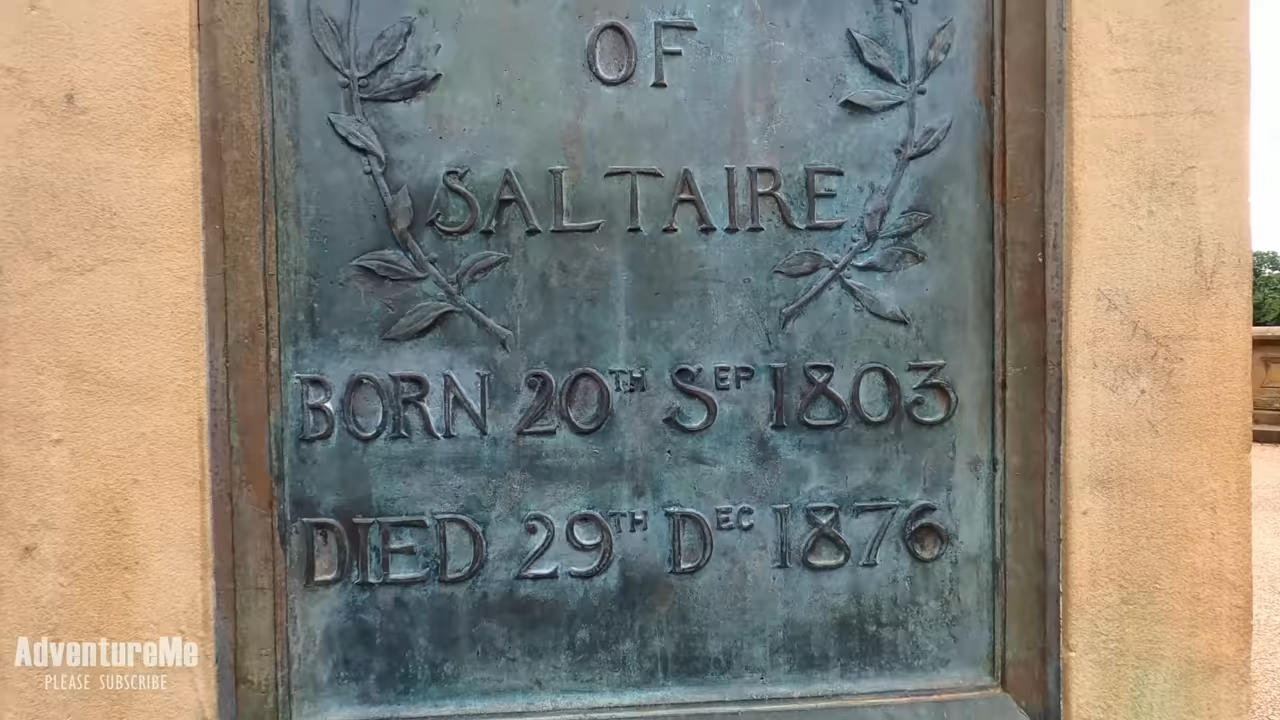 OF
SALTAIRE
BORN 20TH SEP 1803
DIED 29TH DEC 1876
AdventureMe
PLEASE SUBSCRIBE